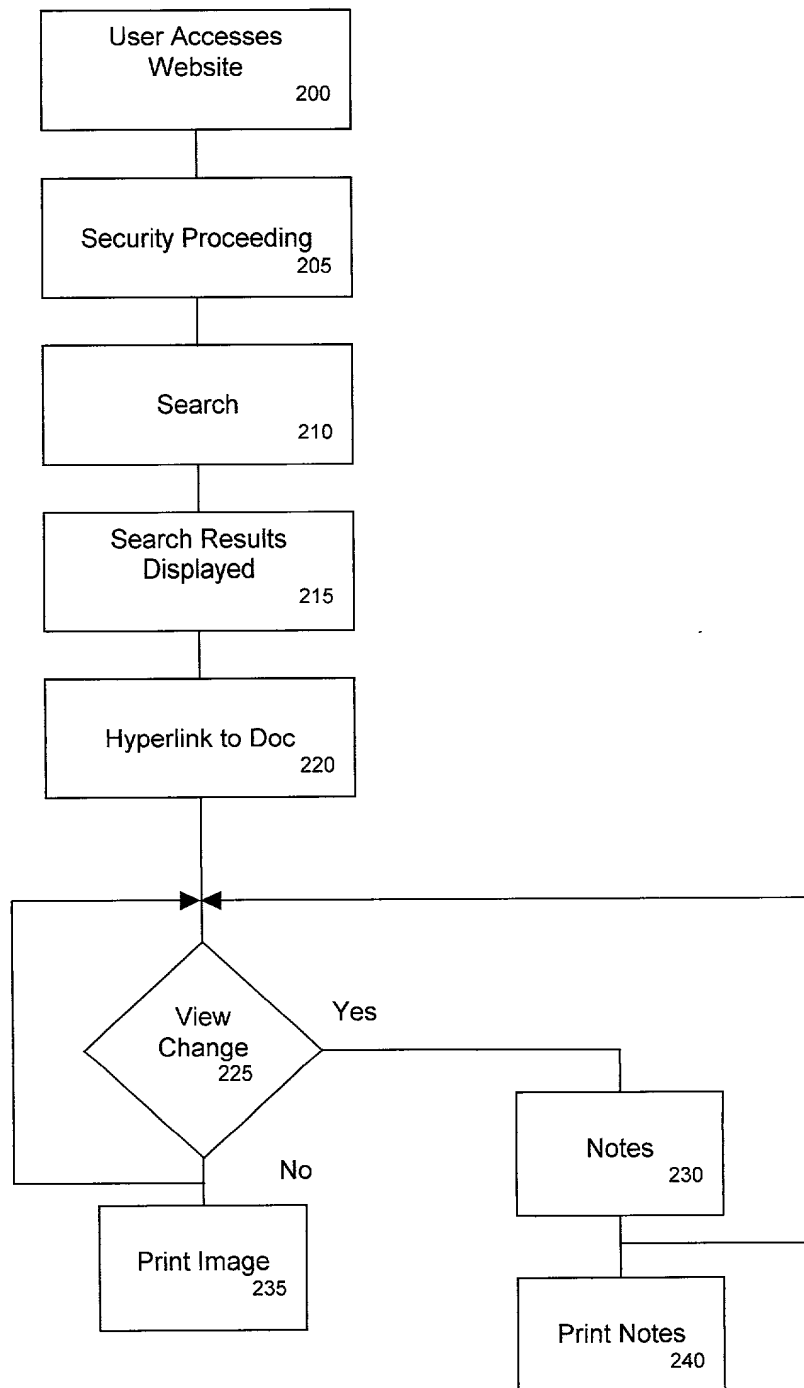 User Accesses
Website
200
Security Proceeding
205
Search
210
Search Results
Displayed
215
Hyperlink to Doc
220
View
Change
225
Yes
No
Notes
230
Print Image
235
Print Notes
240